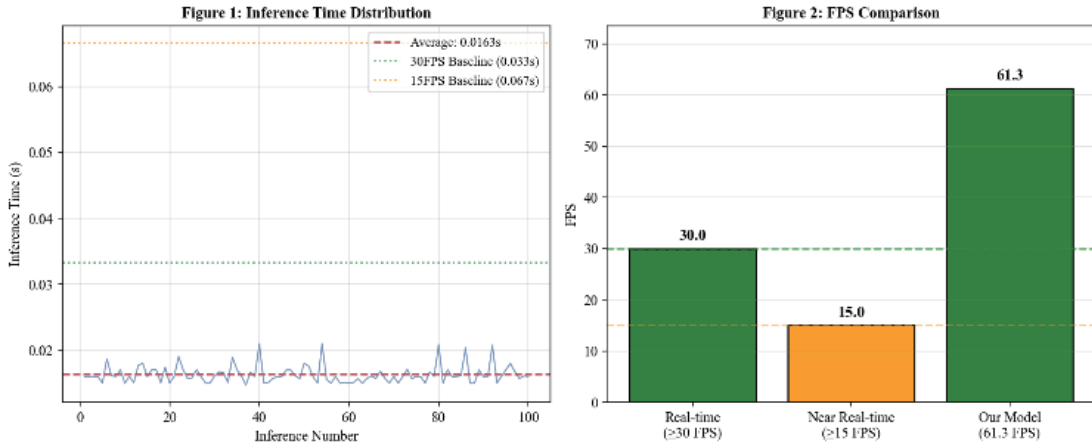 Figure 1: Inference Time Distribution
Average: 0.0163s
30FPS Baseline (0.033s)
15FPS Baseline (0.067s)
Inference Time (s)
0.06
0.05
0.04
0.03
0.02
0
20
40
60
80
100
Inference Number
Figure 2: FPS Comparison
FPS
70
60
50
40
30
20
10
0
30.0
15.0
61.3
Real-time
(≥30 FPS)
Near Real-time
(≥15 FPS)
Our Model
(61.3 FPS)